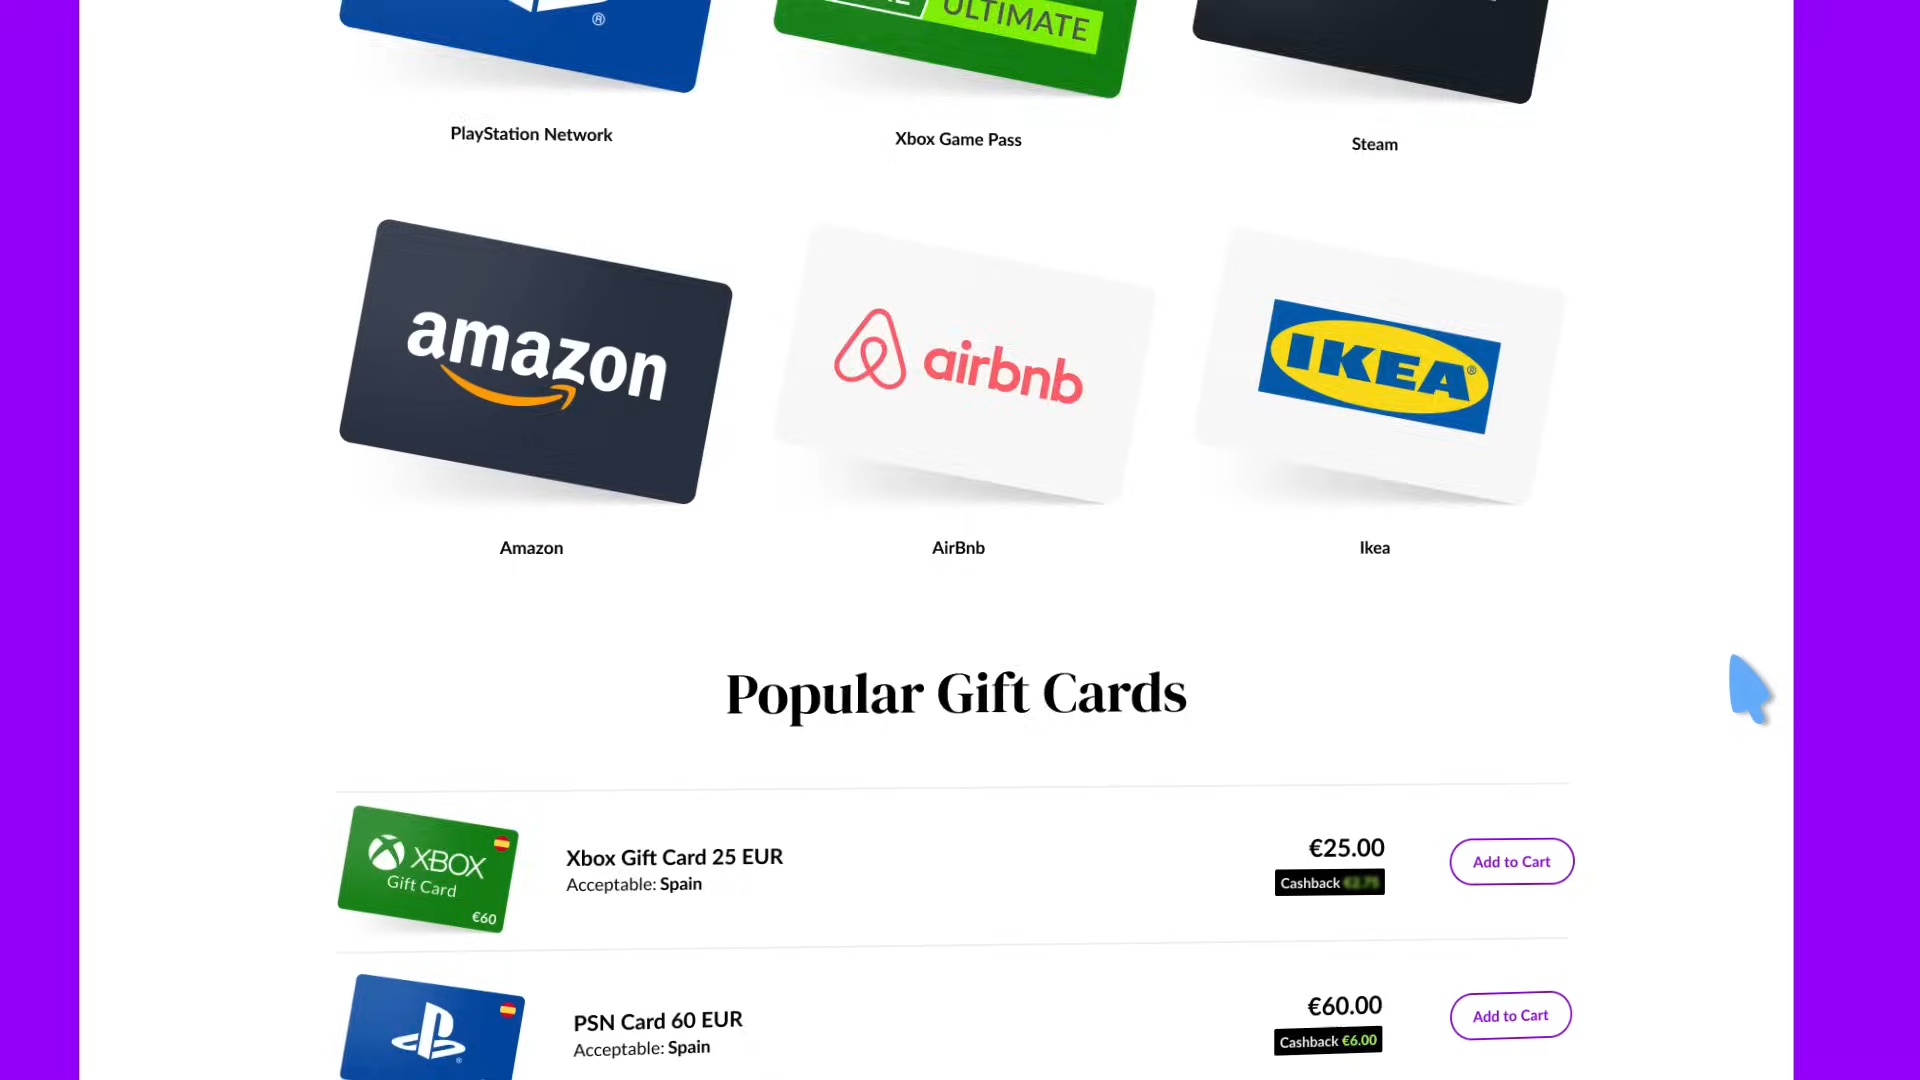 ULTIMATE
®
PlayStation Network
Xbox Game Pass
Steam
amazon
airbnb
IKEA®
Amazon
AirBnb
Ikea
Popular Gift Cards
XBOX
Gift Card
€60
Xbox Gift Card 25 EUR
Acceptable: Spain
€25.00
Cashback
Add to Cart
PSN Card 60 EUR
Acceptable: Spain
€60.00
Cashback €6.00
Add to Cart